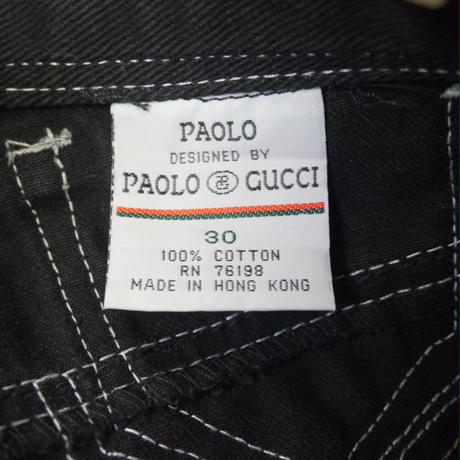 PAOLO
DESIGNED BY
PAOLO GUCCI
30
100% COTTON
RN 76198
MADE IN HONG KONG